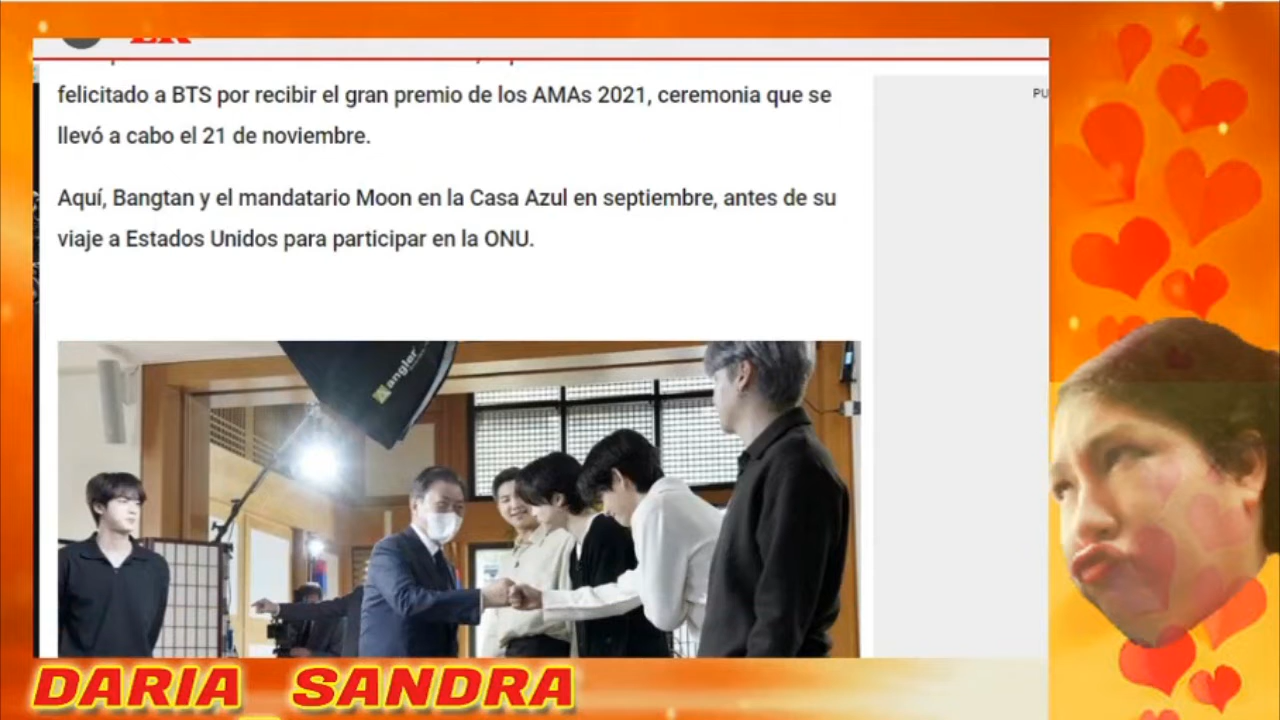 felicitado a BTS por recibir el gran premio de los AMAs 2021, ceremonia que se
llevó a cabo el 21 de noviembre.
PU
Aquí, Bangtan y el mandatario Moon en la Casa Azul en septiembre, antes de su
viaje a Estados Unidos para participar en la ONU.
angler
DARIA SANDRA